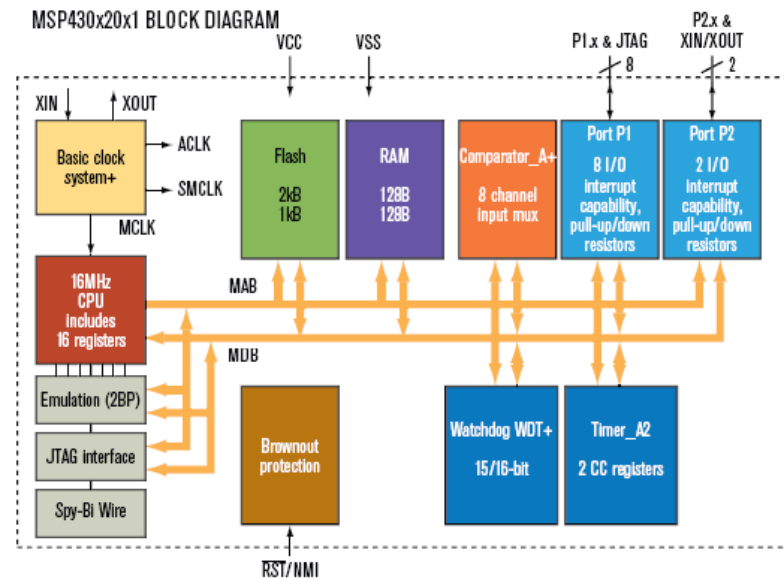 MSP430x20x1 BLOCK DIAGRAM
VCC
VSS
P1.x & JTAG
8
P2.x &
XIN/XOUT
2
XIN
XOUT
Basic clock
system+
ACLK
SMCLK
MCLK
Flash
2kB
1kB
RAM
128B
128B
Comparator_A+
8 channel
input mux
Port P1
8 I/O
interrupt
capability,
pull-up/down
resistors
Port P2
2 I/O
interrupt
capability,
pull-up/down
resistors
16MHz
CPU
includes
16 registers
MAB
MDB
Emulation (2BP)
JTAG interface
Spy-Bi Wire
Brownout
protection
Watchdog WDT+
15/16-bit
Timer_A2
2 CC registers
RST/NMI